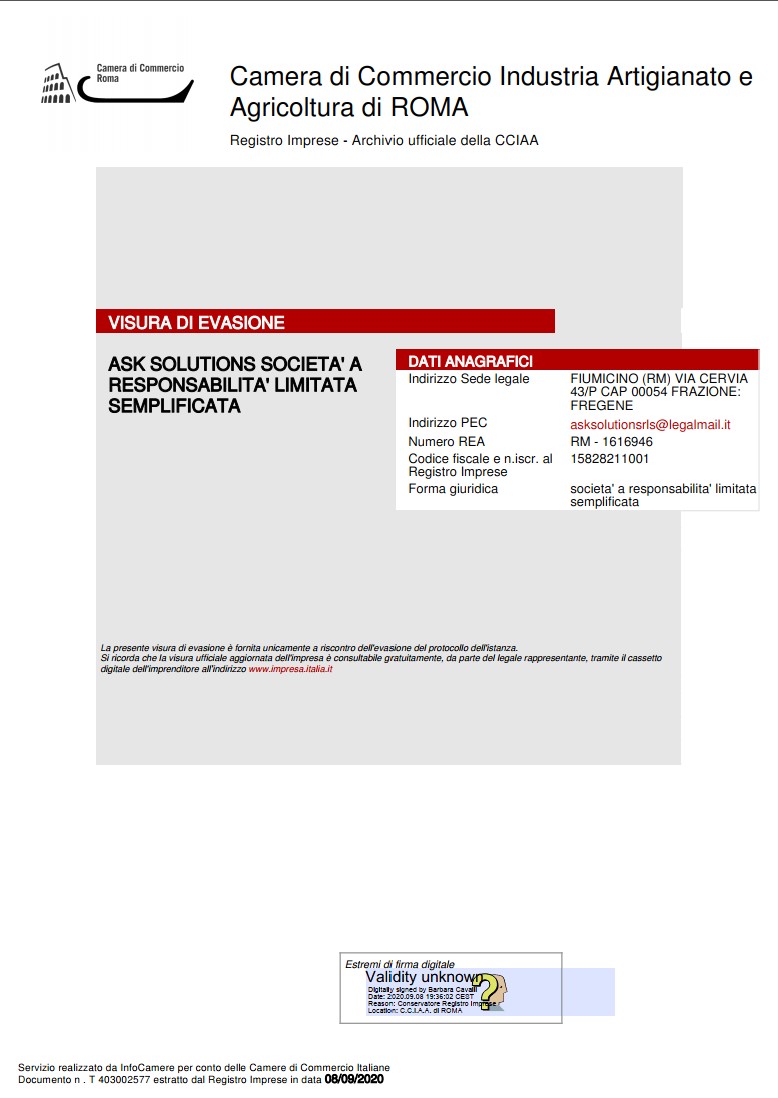 Camera di Commercio
Roma
Camera di Commercio Industria Artigianato e
Agricoltura di ROMA
Registro Imprese - Archivio ufficiale della CCIAA
VISURA DI EVASIONE
ASK SOLUTIONS SOCIETA' A
RESPONSABILITA' LIMITATA
SEMPLIFICATA
DATI ANAGRAFICI
Indirizzo Sede legale FIUMICINO (RM) VIA CERVIA
43/P CAP 00054 FRAZIONE:
FREGENE
Indirizzo PEC asksolutionsrls@legalmail.it
Numero REA RM - 1616946
Codice fiscale e n.iscr. al 15828211001
Registro Imprese
Forma giuridica societa' a responsabilita' limitata
semplificata
La presente visura di evasione è fornita unicamente a riscontro dell'evasione del protocollo dell'istanza.
Si ricorda che la visura ufficiale aggiornata dell'impresa è consultabile gratuitamente, da parte del legale rappresentante, tramite il cassetto
digitale dell'imprenditore all'indirizzo www.impresa.italia.it
Estremi di firma digitale
Validity unknown
Digitally signed by Barbara Cavalli
Date: 2020.09.08 19:36:02 CEST
Reason: Conservatore Registro Imprese
Location: C.C.I.A.A. di ROMA
Servizio realizzato da InfoCamere per conto delle Camere di Commercio Italiane
Documento n . T 403002577 estratto dal Registro Imprese in data 08/09/2020